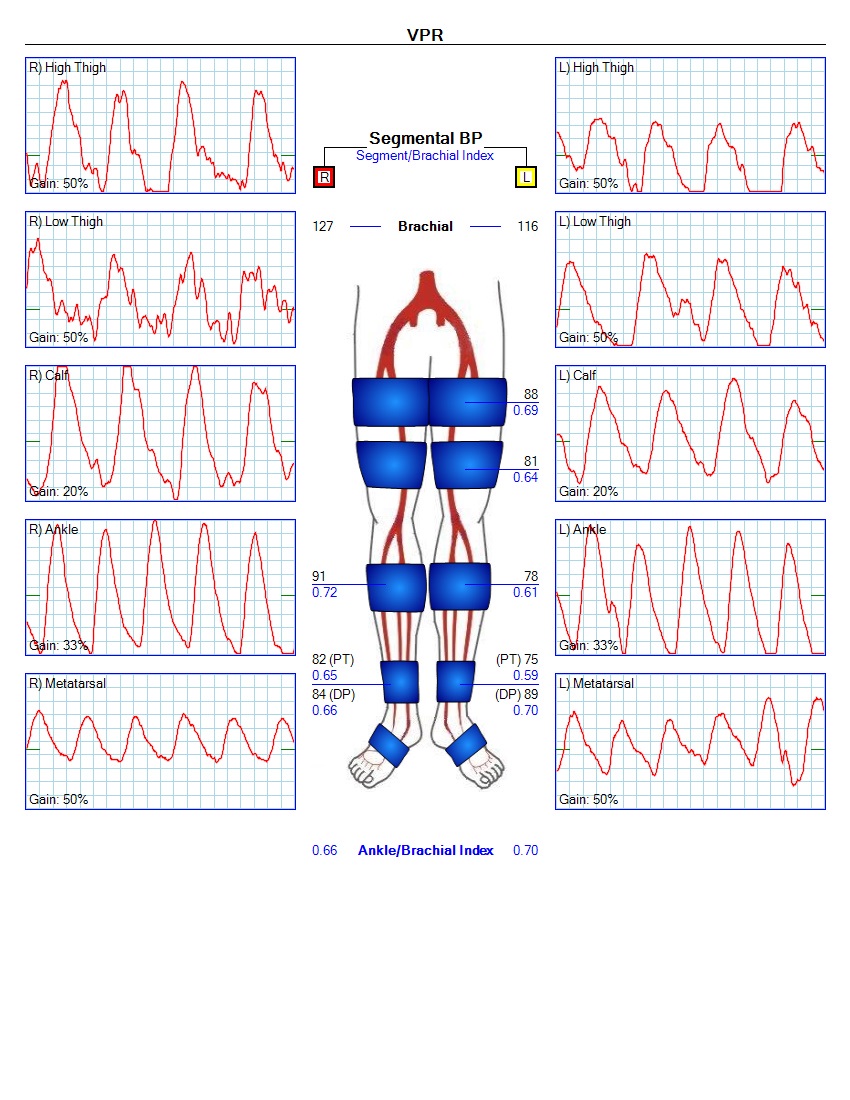 VPR
R) High Thigh
Gain: 50%
R) Low Thigh
Gain: 50%
R) Calf
Gain: 20%
R) Ankle
Gain: 33%
R) Metatarsal
Gain: 50%
Segmental BP
Segment/Brachial Index
R L
127 Brachial 116
88
0.69
81
0.64
91 78
0.72 0.61
82 (PT) (PT) 75
0.65 0.59
84 (DP) (DP) 89
0.66 0.70
0.66 Ankle/Brachial Index 0.70
L) High Thigh
Gain: 50%
L) Low Thigh
Gain: 50%
L) Calf
Gain: 20%
L) Ankle
Gain: 33%
L) Metatarsal
Gain: 50%